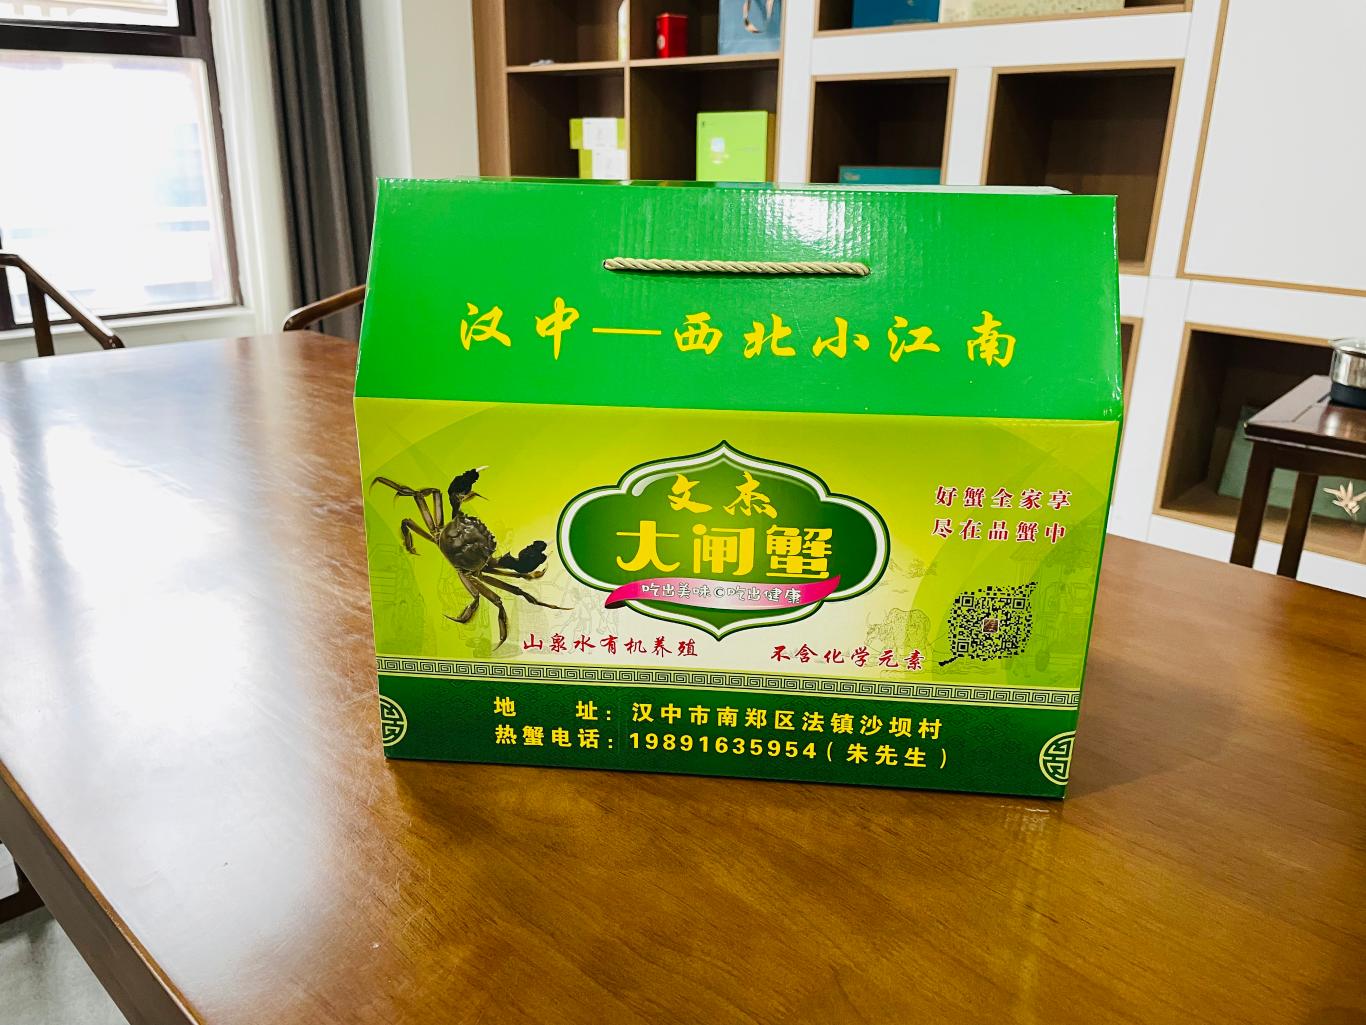 汉中—西北小江南
文杰
大闸蟹
吃出美味C吃出健康
好蟹全家享
尽在品蟹中
山泉水有机养殖
不含化学元素
地 址：汉中市南郑区法镇沙坝村
热蟹电话：19891635954（朱先生）